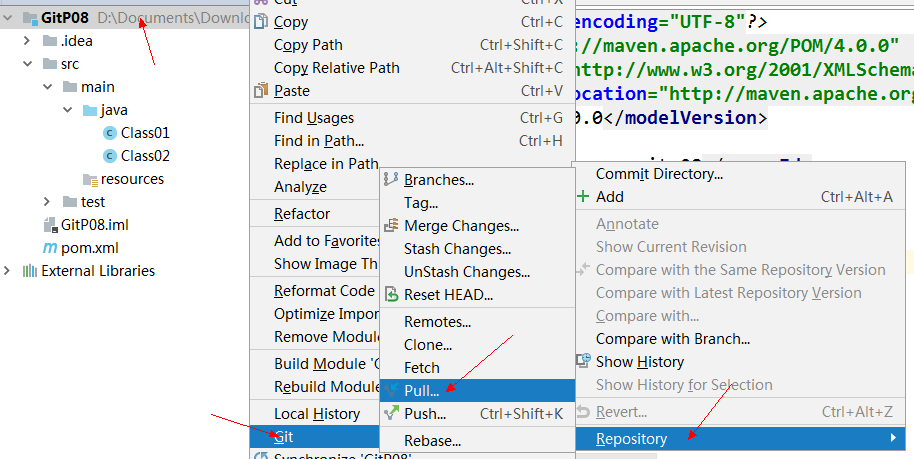 GitP08 D:\Documents\Downlo
.idea
src
main
java
Class01
Class02
resources
test
GitP08.iml
pom.xml
External Libraries
Cut
Copy Ctrl+C
Copy Path Ctrl+Shift+C
Copy Relative Path Ctrl+Alt+Shift+C
Paste Ctrl+V
Find Usages Ctrl+G
Find in Path... Ctrl+H
Replace in Path
Analyze
Refactor
Add to Favorites
Show Image Th
Reformat Code
Optimize Impor
Remove Module
Build Module 'G
Rebuild Module
Local History
Git
Synchronize 'GitP08'
Branches...
Tag...
Merge Changes...
Stash Changes...
UnStash Changes...
Reset HEAD...
Remotes...
Clone...
Fetch
Pull...
Push... Ctrl+Shift+K
Rebase...
encoding="UTF-8"?>
://maven.apache.org/POM/4.0.0"
http://www.w3.org/2001/XMLSchema
location="http://maven.apache.org
0.0</modelVersion>
Commit Directory...
Add Ctrl+Alt+A
Annotate
Show Current Revision
Compare with the Same Repository Version
Compare with Latest Repository Version
Compare with...
Compare with Branch...
Show History
Show History for Selection
Revert... Ctrl+Alt+Z
Repository